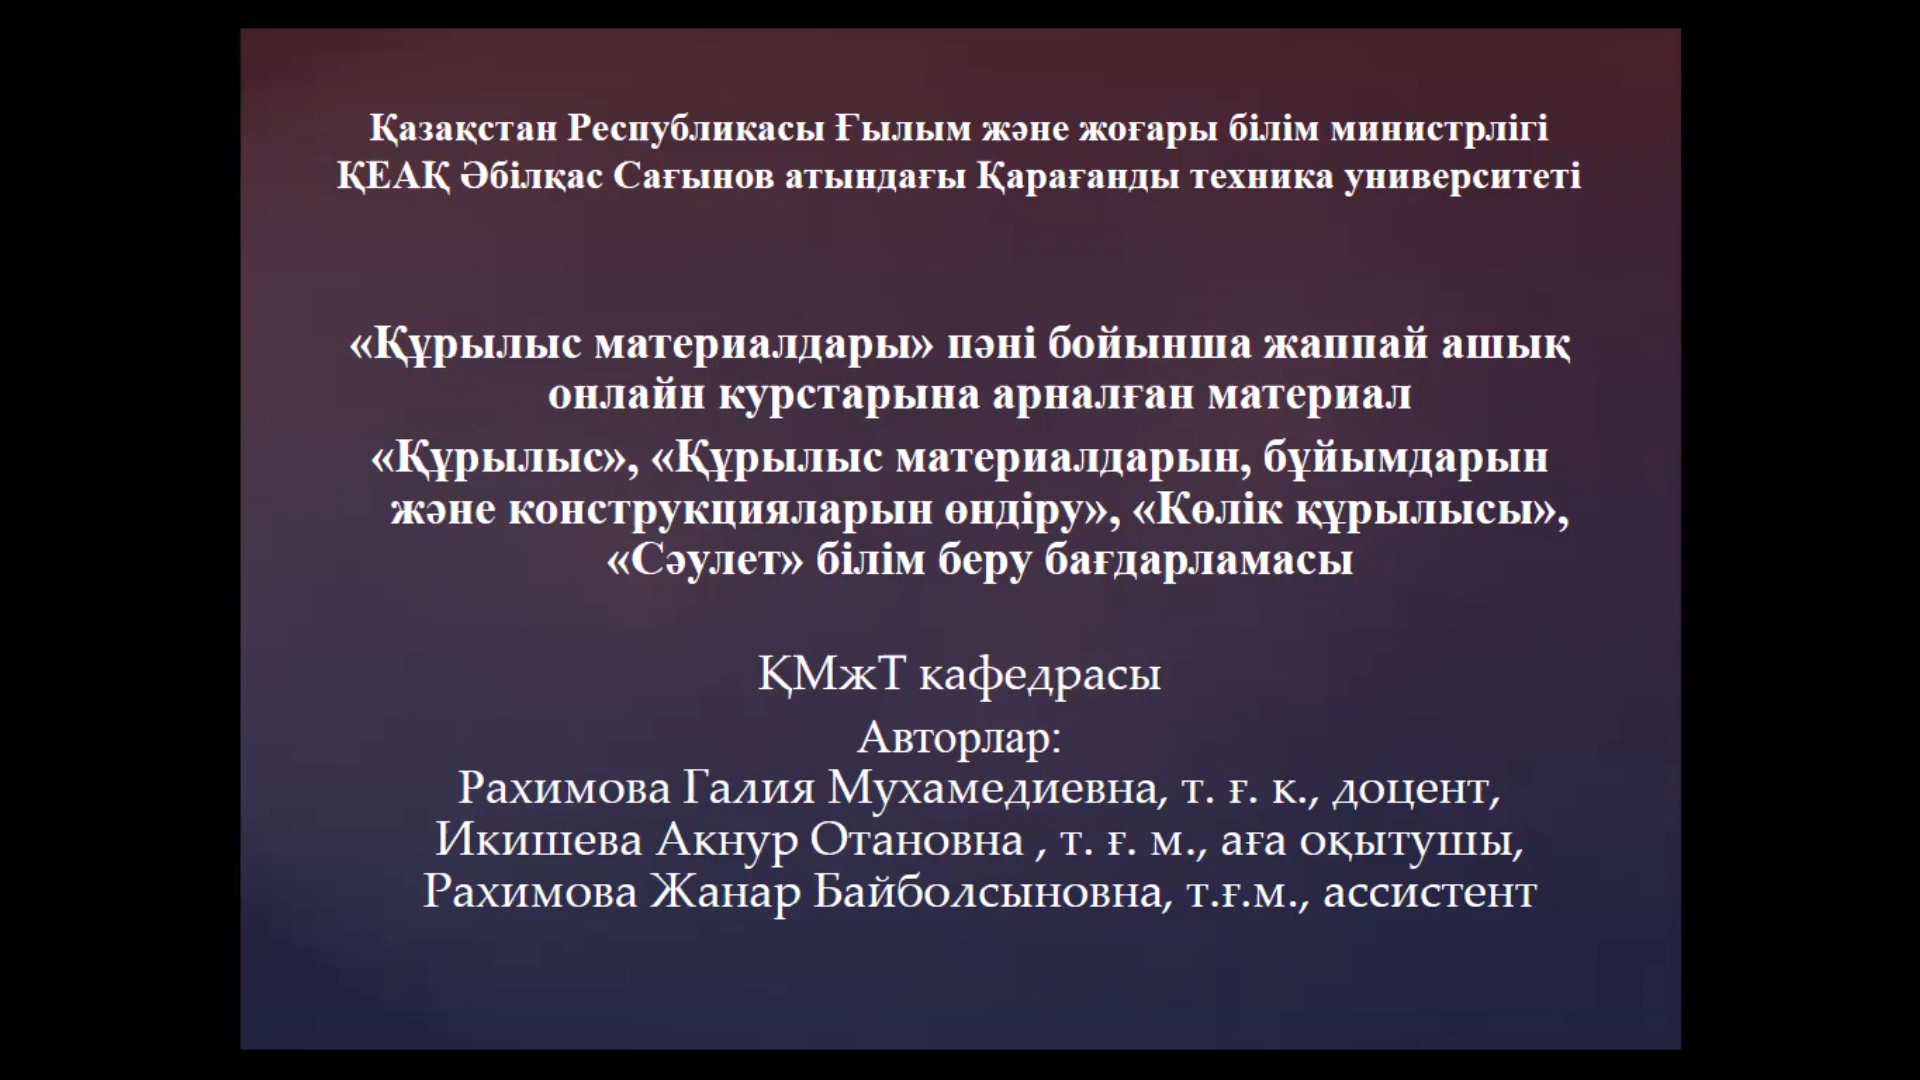 Қазақстан Республикасы Ғылым және жоғары білім министрлігі
ҚЕАҚ Әбілқас Сағынов атындағы Қарағанды техника университеті
«Құрылыс материалдары» пәні бойынша жаппай ашық
онлайн курстарына арналған материал
«Құрылыс», «Құрылыс материалдарын, бұйымдарын
және конструкцияларын өндіру», «Көлік құрылысы»,
«Сәулет» білім беру бағдарламасы
ҚМжТ кафедрасы
Авторлар:
Рахимова Галия Мухамедиевна, т. ғ. к., доцент,
Икишева Акнур Отановна , т. ғ. м., аға оқытушы,
Рахимова Жанар Байболсыновна, т.ғ.м., ассистент